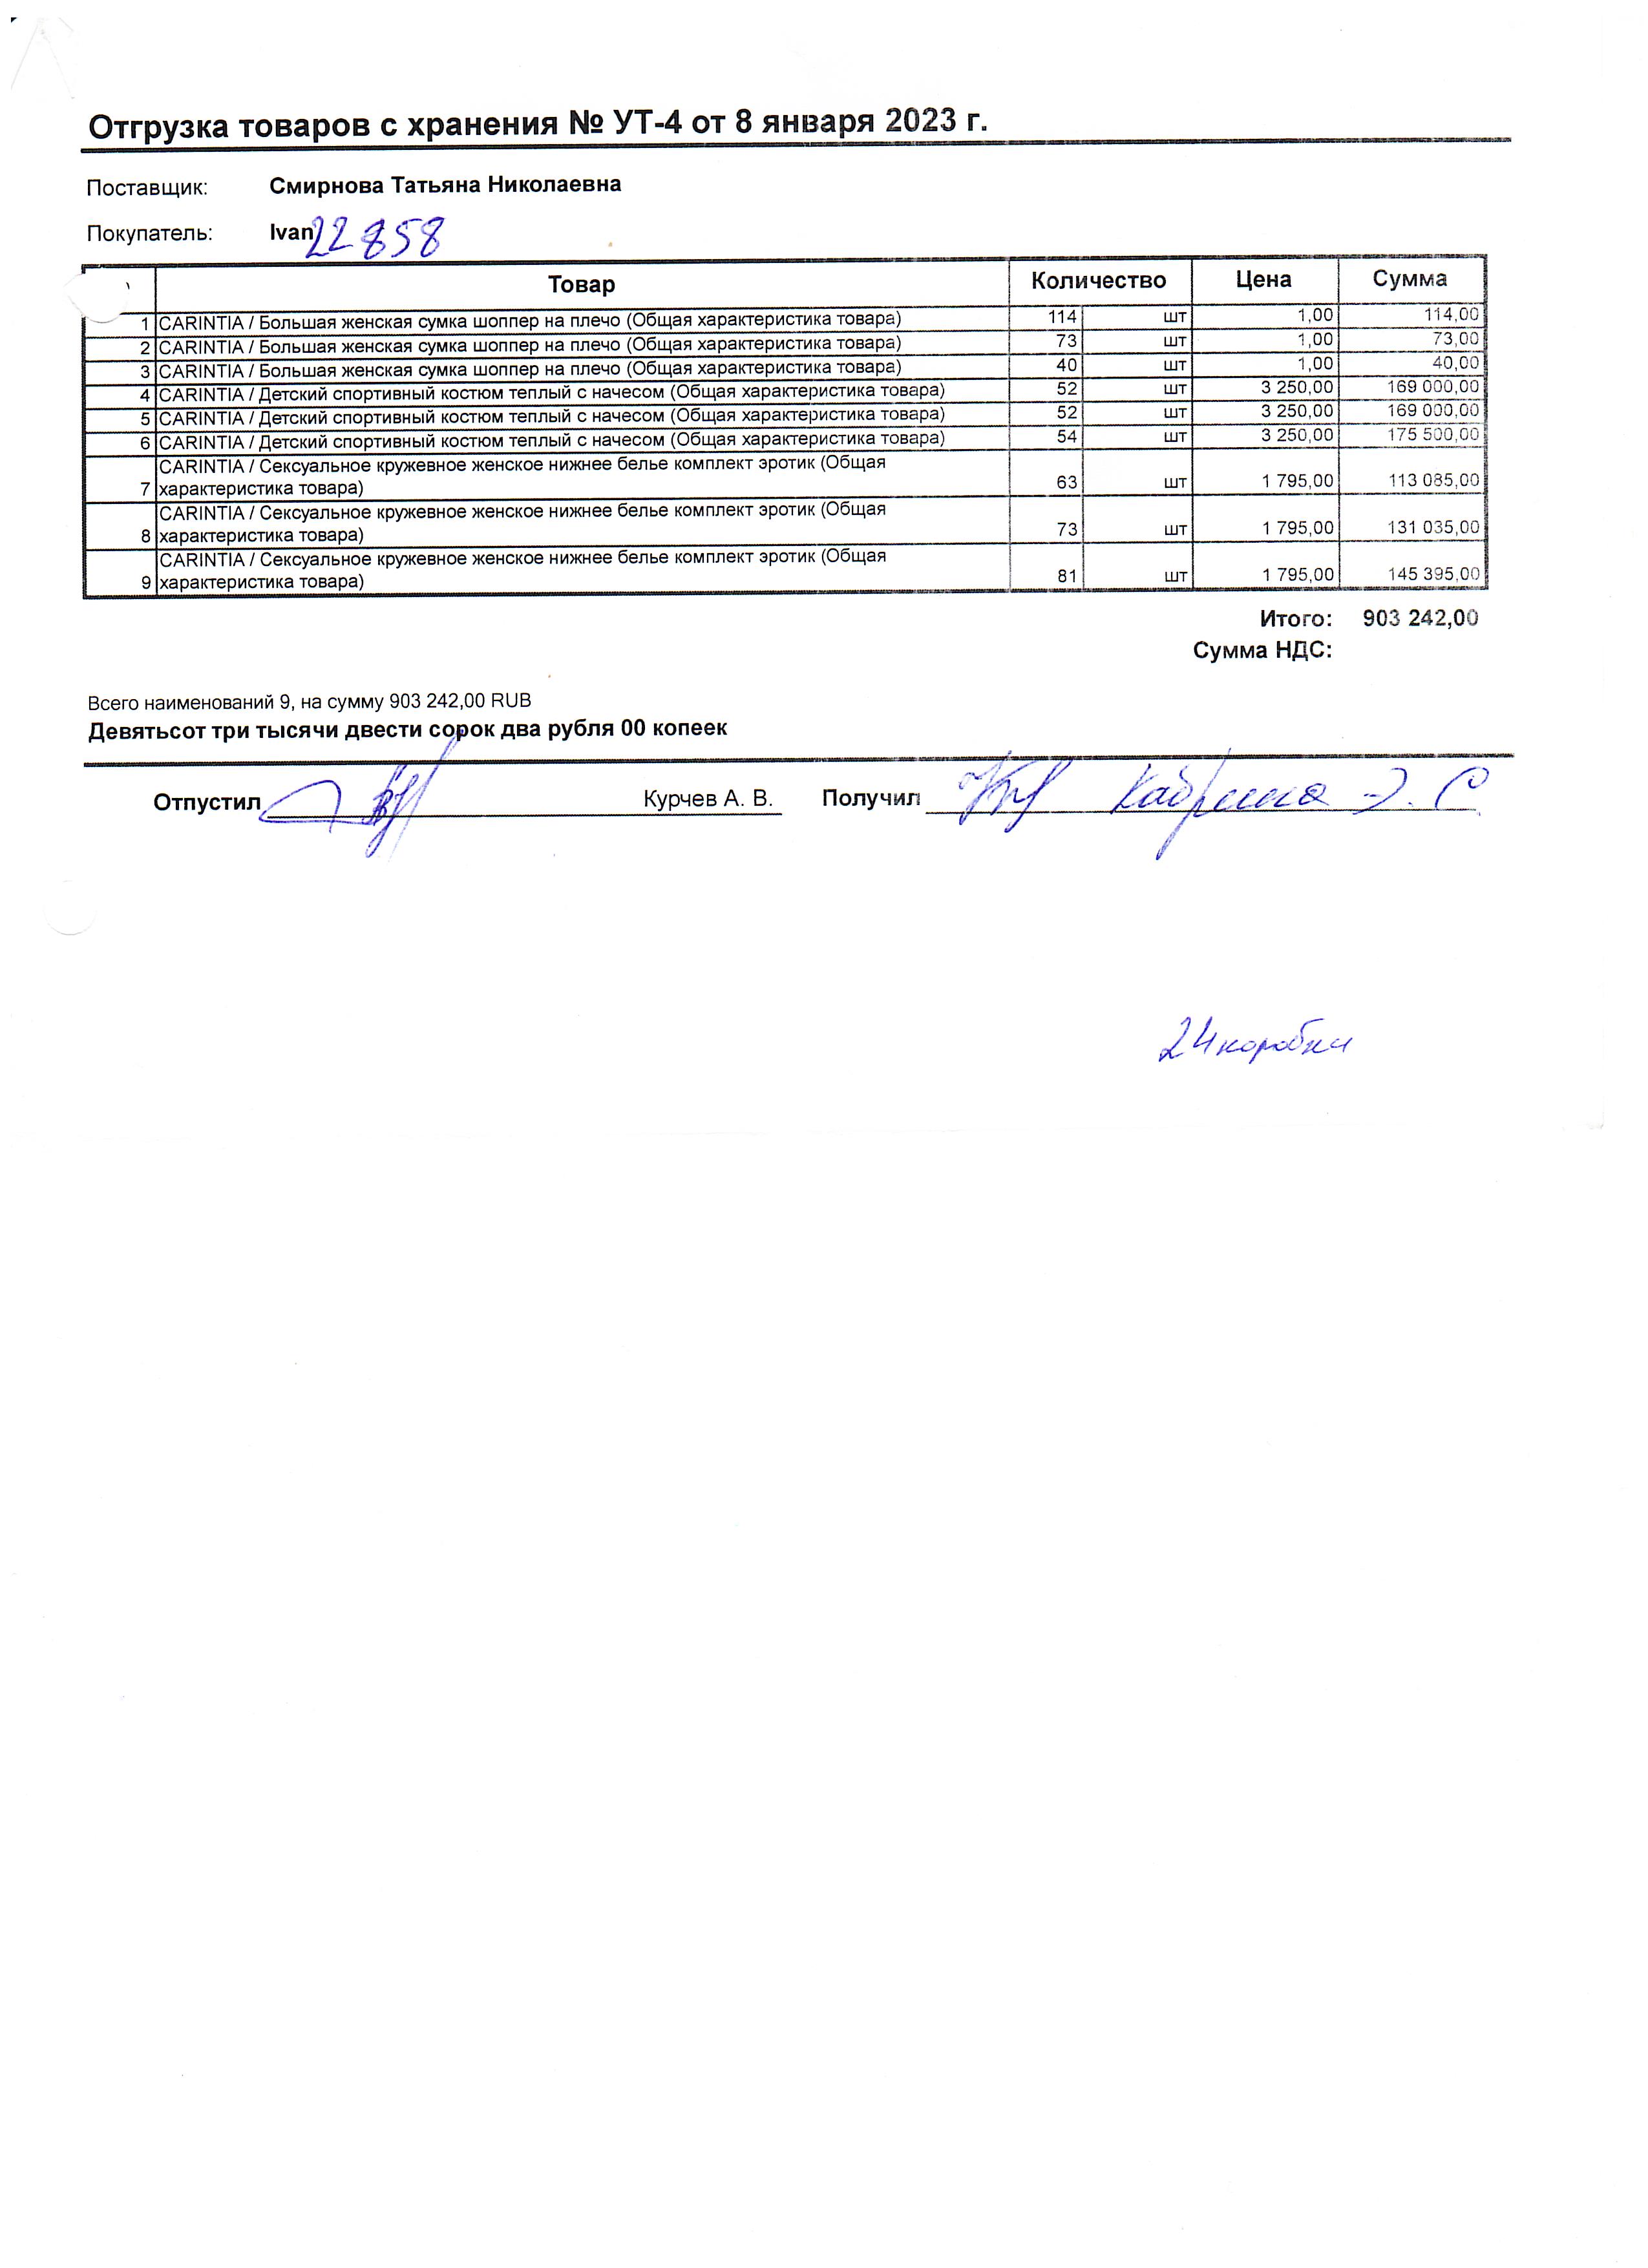 Отгрузка товаров с хранения № УТ-4 от 8 января 2023 г.
Поставщик: Смирнова Татьяна Николаевна
Покупатель: Ivan 22858
Товар Количество Цена Сумма
1 CARINTIA / Большая женская сумка шоппер на плечо (Общая характеристика товара) 114 шт 1,00 114,00
2 CARINTIA / Большая женская сумка шоппер на плечо (Общая характеристика товара) 73 шт 1,00 73,00
3 CARINTIA / Большая женская сумка шоппер на плечо (Общая характеристика товара) 40 шт 1,00 40,00
4 CARINTIA / Детский спортивный костюм теплый с начесом (Общая характеристика товара) 52 шт 3 250,00 169 000,00
5 CARINTIA / Детский спортивный костюм теплый с начесом (Общая характеристика товара) 52 шт 3 250,00 169 000,00
6 CARINTIA / Детский спортивный костюм теплый с начесом (Общая характеристика товара) 54 шт 3 250,00 175 500,00
CARINTIA / Сексуальное кружевное женское нижнее белье комплект эротик (Общая
7 характеристика товара) 63 шт 1 795,00 113 085,00
CARINTIA / Сексуальное кружевное женское нижнее белье комплект эротик (Общая
8 характеристика товара) 73 шт 1 795,00 131 035,00
CARINTIA / Сексуальное кружевное женское нижнее белье комплект эротик (Общая
9 характеристика товара) 81 шт 1 795,00 145 395,00
Итого: 903 242,00
Сумма НДС:
Всего наименований 9, на сумму 903 242,00 RUB
Девятьсот три тысячи двести сорок два рубля 00 копеек
Отпустил Курчев А. В. Получил
24 коробки